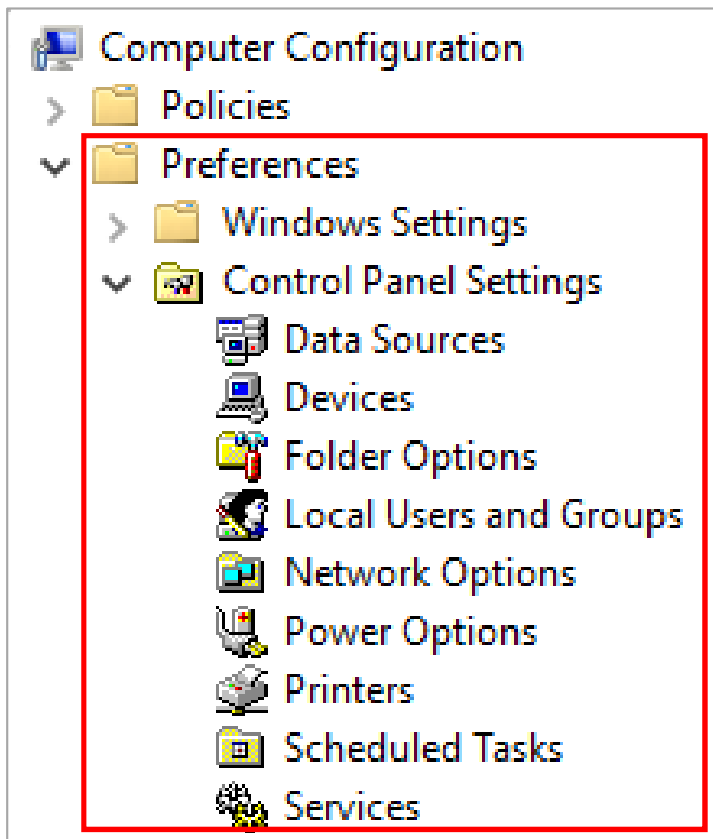 Computer Configuration
Policies
Preferences
Windows Settings
Control Panel Settings
Data Sources
Devices
Folder Options
Local Users and Groups
Network Options
Power Options
Printers
Scheduled Tasks
Services